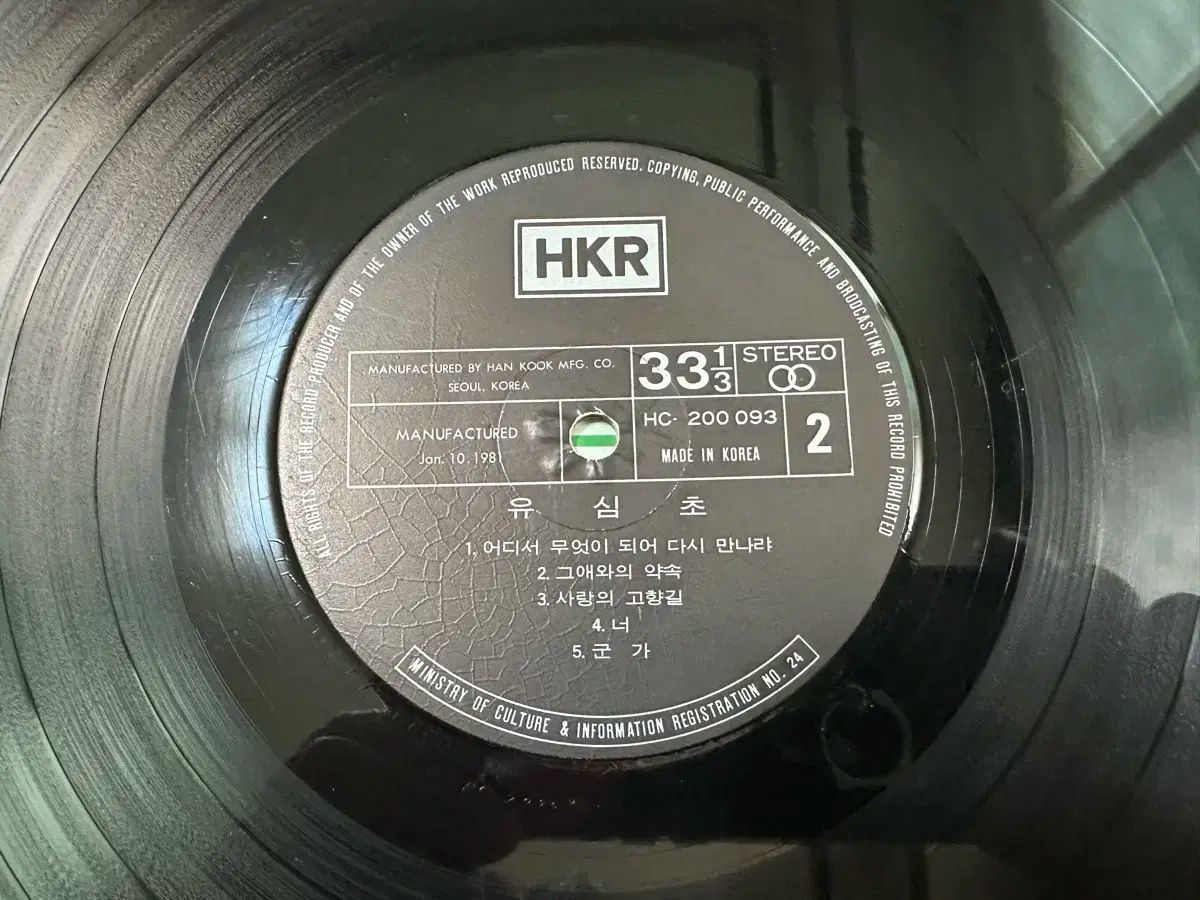 ALL RIGHTS OF THE RECORD PRODUCER AND OF THE OWNER OF THE WORK REPRODUCED RESERVED. COPYING, PUBLIC PERFORMANCE AND BRODCASTING OF THIS RECORD PROHIBITED
HKR
MANUFACTURED BY HAN KOOK MFG. CO.
SEOUL, KOREA
33 1/3
STEREO
MANUFACTURED
Jan. 10. 1981
HC- 200 093
MADE IN KOREA
2
유 심 초
1. 어디서 무엇이 되어 다시 만나랴
2. 그애와의 약속
3. 사랑의 고향길
4. 너
5. 군 가
MINISTRY OF CULTURE & INFORMATION REGISTRATION NO. 24